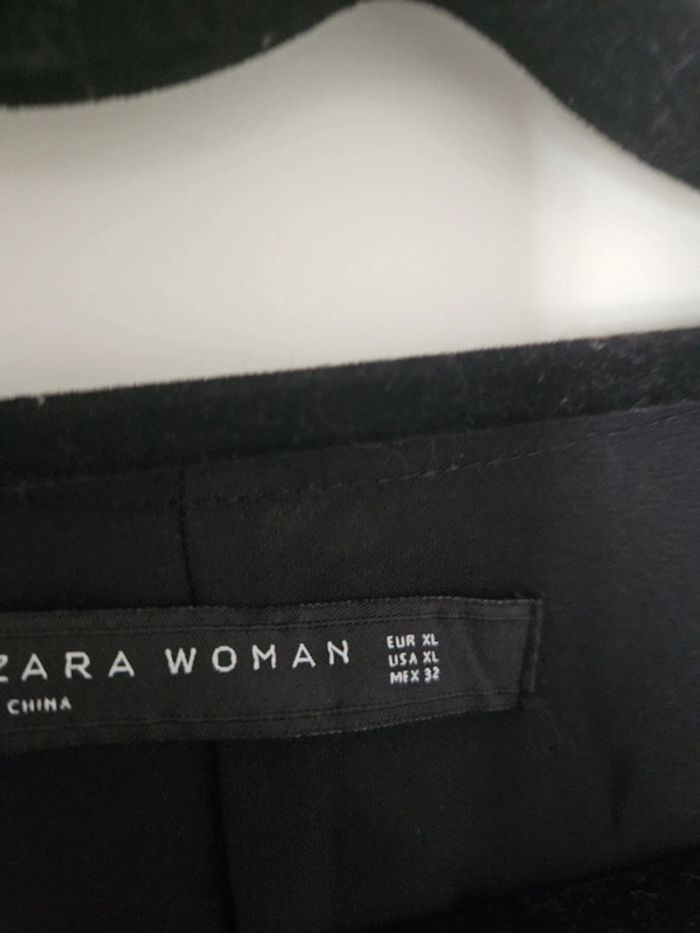 ZARA WOMAN
CHINA
EUR XL
USA XL
MEX 32